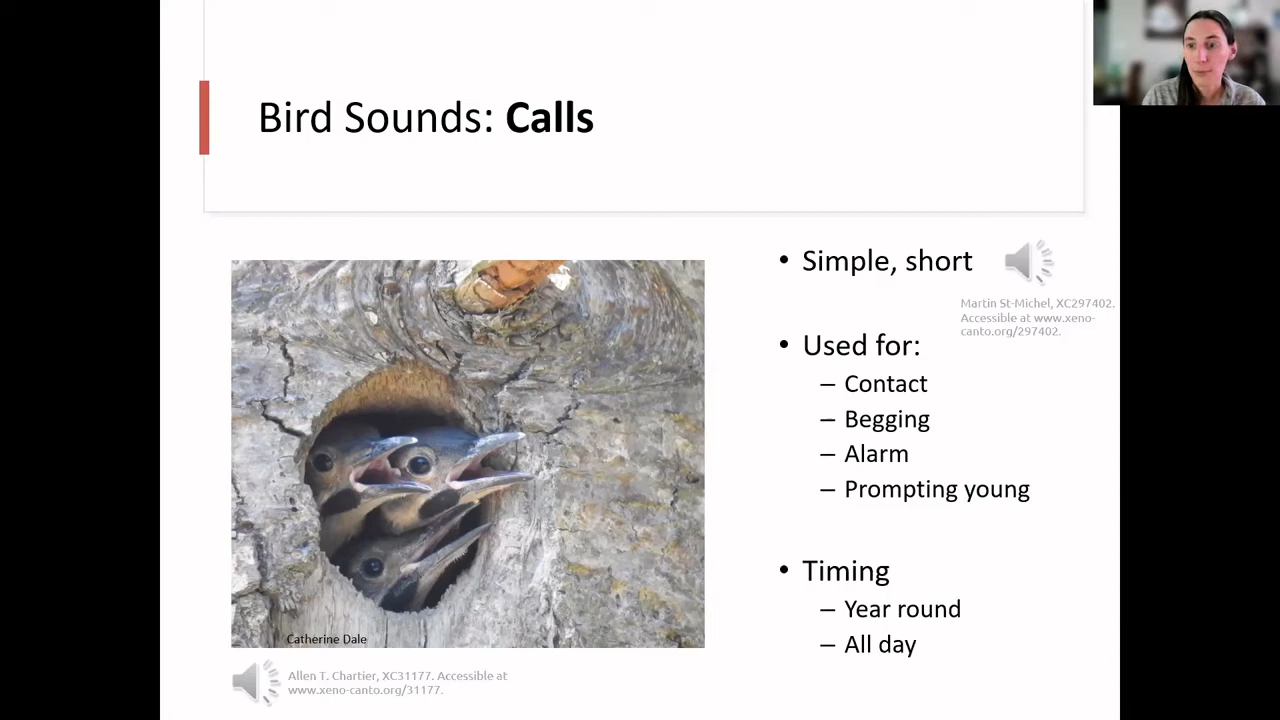 Bird Sounds: Calls
• Simple, short
Martin St-Michel, XC297402.
Accessible at www.xeno-
canto.org/297402.
• Used for:
– Contact
– Begging
– Alarm
– Prompting young
• Timing
– Year round
– All day
Catherine Dale
Allen T. Chartier, XC31177. Accessible at
www.xeno-canto.org/31177.